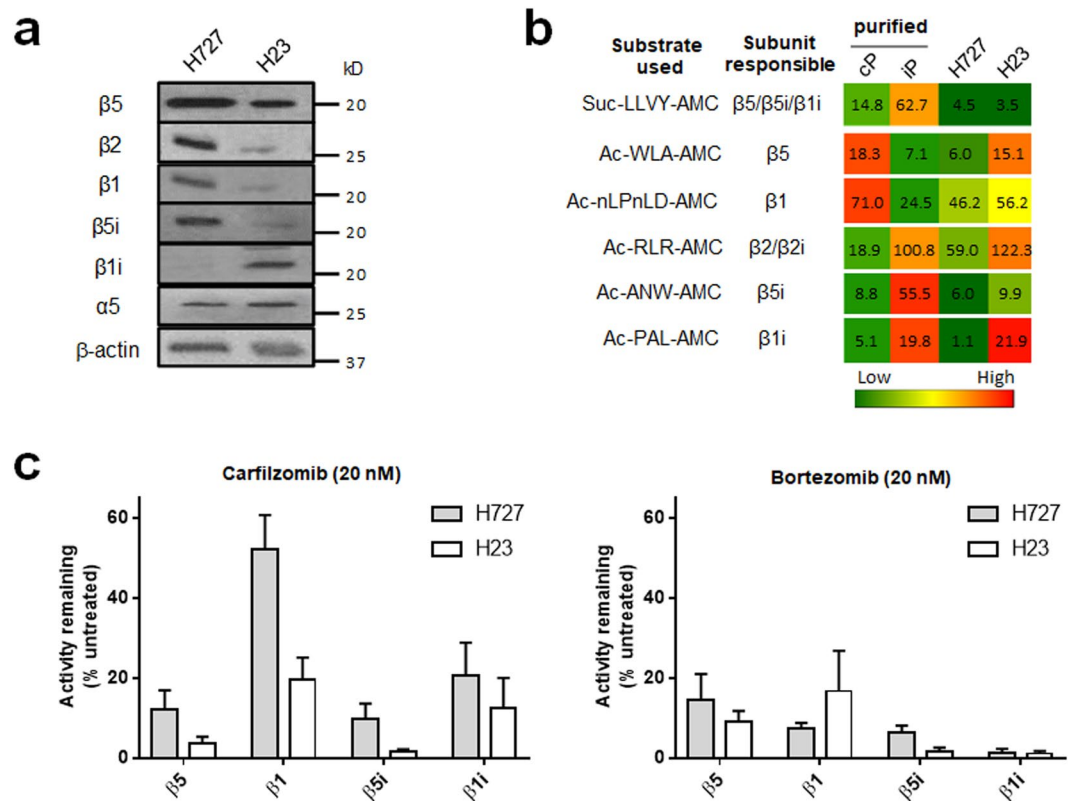 a
H727 H23
kD
β5 20
β2 25
β1 20
β5i 20
β1i 20
α5 25
β-actin 37
b
Substrate used Subunit responsible purified cP iP H727 H23
Suc-LLVY-AMC β5/β5i/β1i 14.8 62.7 4.5 3.5
Ac-WLA-AMC β5 18.3 7.1 6.0 15.1
Ac-nLPnLD-AMC β1 71.0 24.5 46.2 56.2
Ac-RLR-AMC β2/β2i 18.9 100.8 59.0 122.3
Ac-ANW-AMC β5i 8.8 55.5 6.0 9.9
Ac-PAL-AMC β1i 5.1 19.8 1.1 21.9
Low High
c
Carfilzomib (20 nM)
Activity remaining
(% untreated)
60
40
20
0
H727
H23
β5 β1 β5i β1i
Bortezomib (20 nM)
Activity remaining
(% untreated)
60
40
20
0
H727
H23
β5 β1 β5i β1i